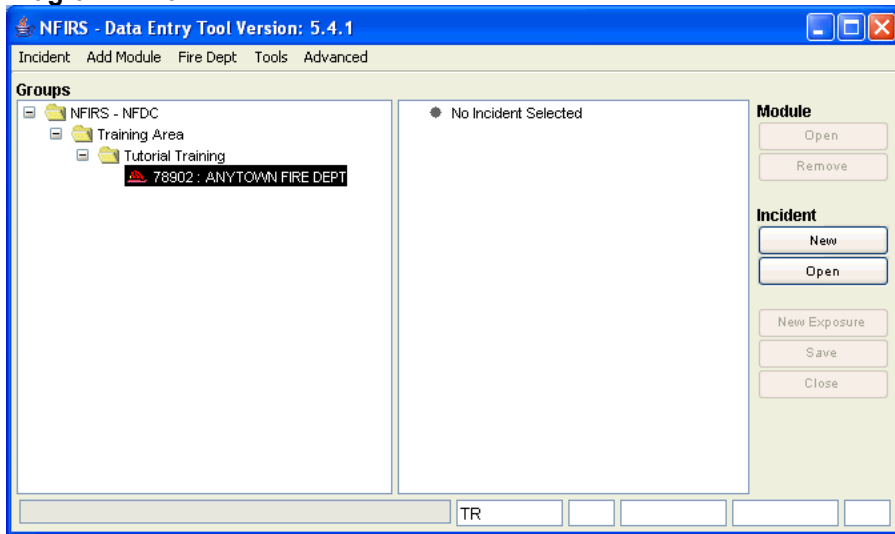 NFIRS - Data Entry Tool Version: 5.4.1
Incident Add Module Fire Dept Tools Advanced
Groups
NFIRS - NFDC
Training Area
Tutorial Training
78902 : ANYTOWN FIRE DEPT
No Incident Selected
Module
Open
Remove
Incident
New
Open
New Exposure
Save
Close
TR